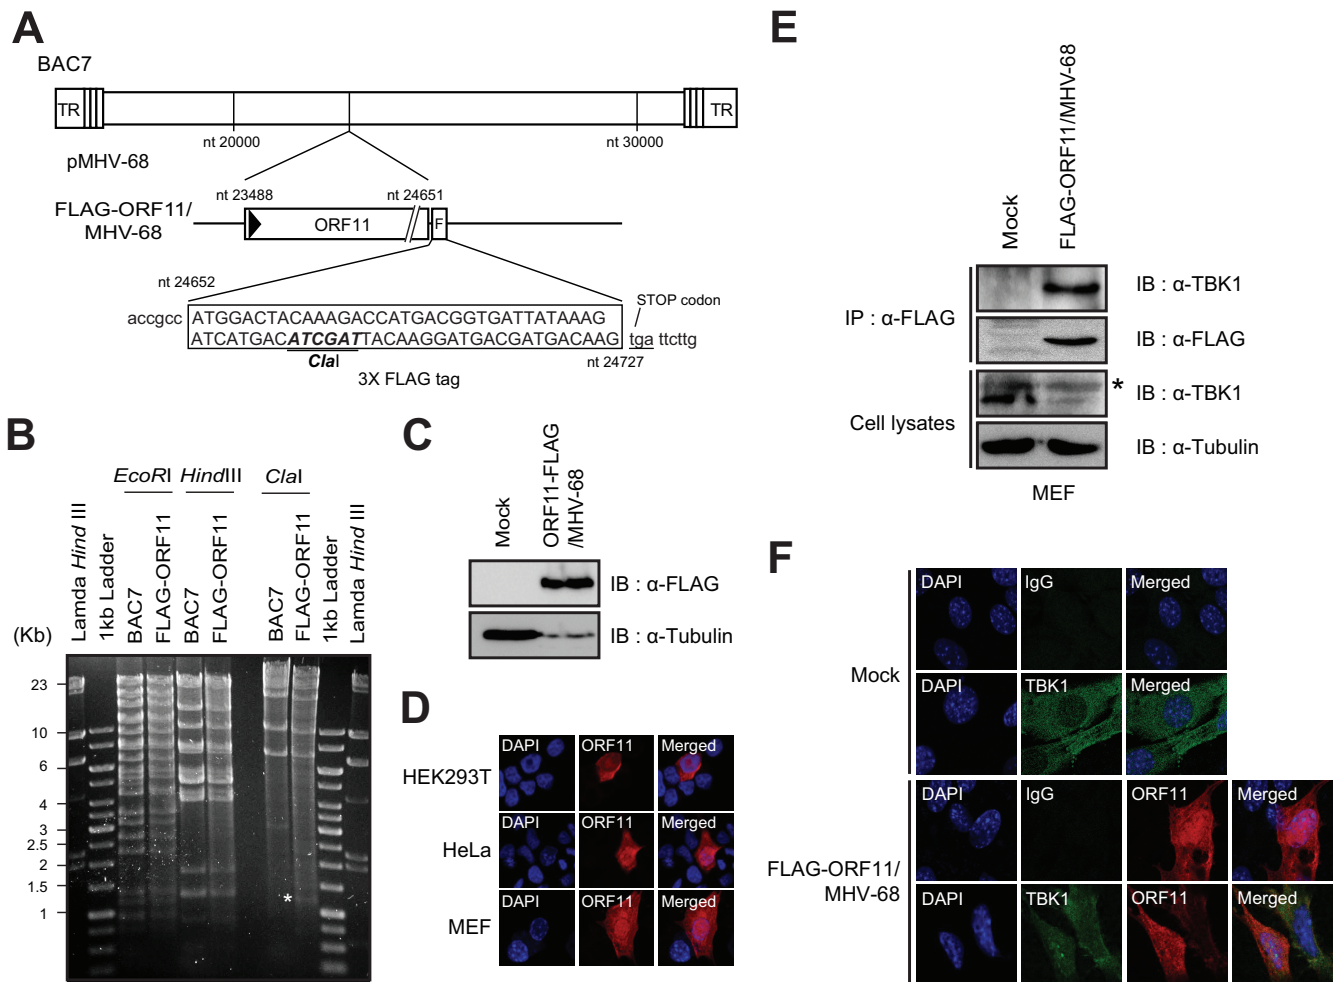 A
BAC7
TR
TR
nt 20000
nt 30000
pMHV-68
nt 23488
nt 24651
FLAG-ORF11/
MHV-68
ORF11
F
nt 24652
STOP codon
accgcc
ATGGACTACAAAGACCATGACGGTGATTATAAAG
ATCATGACATCGATTACAAGGATGACGATGACAAG
tga ttcttg
ClaI
nt 24727
3X FLAG tag
B
EcoRI
HindIII
ClaI
Lamda Hind III
1kb Ladder
BAC7
FLAG-ORF11
BAC7
FLAG-ORF11
BAC7
FLAG-ORF11
1kb Ladder
Lamda Hind III
(Kb)
23
10
6
4
3
2.5
2
1.5
1
*
C
Mock
ORF11-FLAG
/MHV-68
IB : α-FLAG
IB : α-Tubulin
D
DAPI
ORF11
Merged
HEK293T
DAPI
ORF11
Merged
HeLa
DAPI
ORF11
Merged
MEF
E
Mock
FLAG-ORF11/MHV-68
IP : α-FLAG
IB : α-TBK1
IB : α-FLAG
Cell lysates
*
IB : α-TBK1
IB : α-Tubulin
MEF
F
Mock
DAPI
IgG
Merged
DAPI
TBK1
Merged
FLAG-ORF11/
MHV-68
DAPI
IgG
ORF11
Merged
DAPI
TBK1
ORF11
Merged